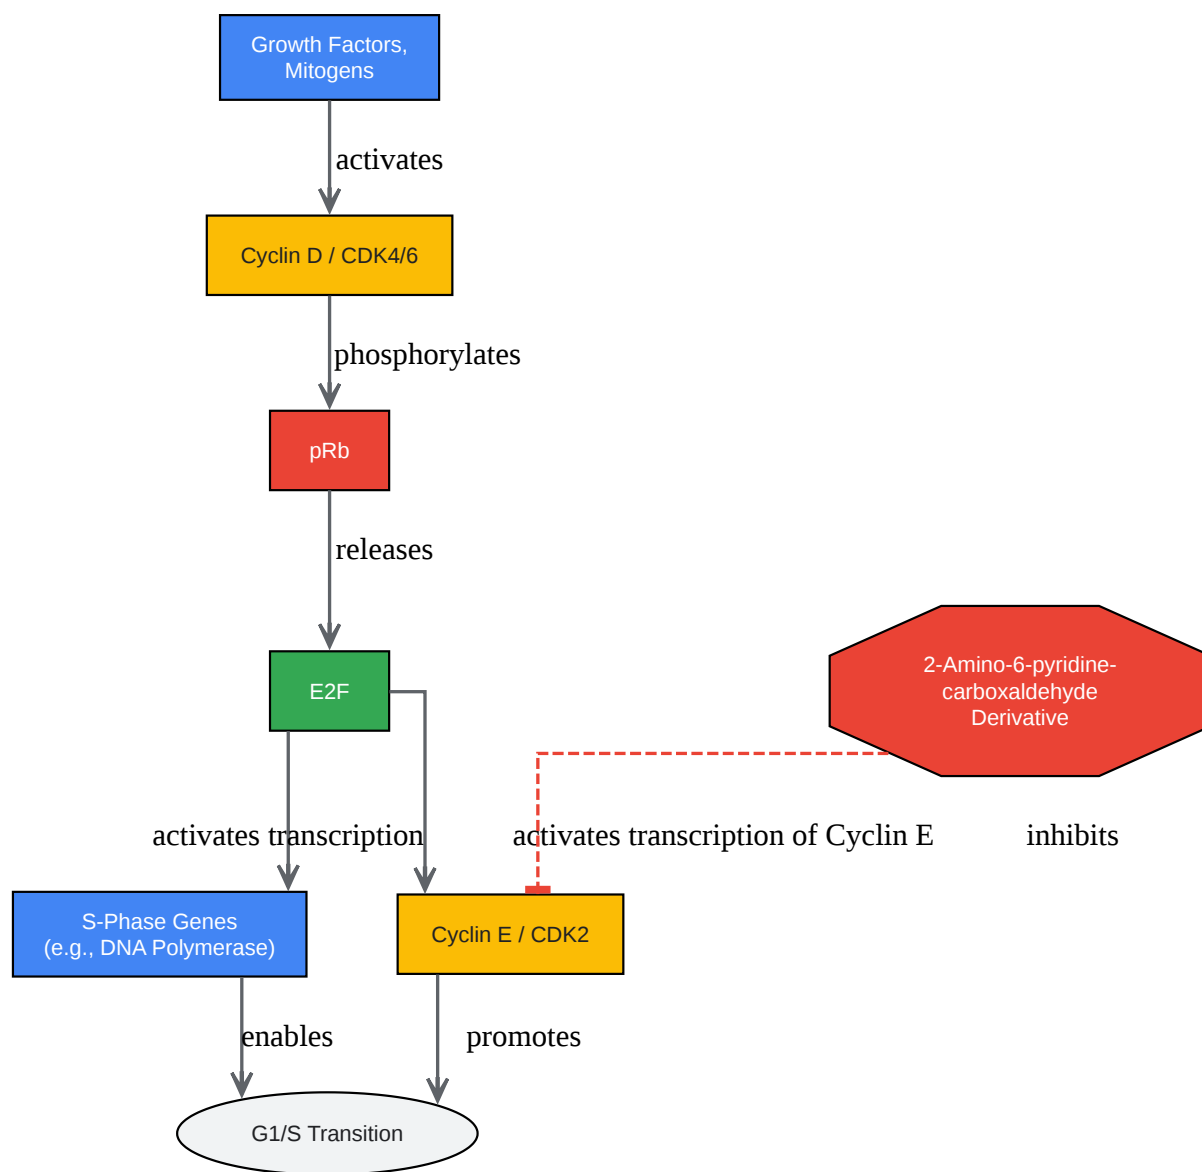 Growth Factors,
Mitogens
activates
Cyclin D / CDK4/6
phosphorylates
pRb
releases
E2F
2-Amino-6-pyridine-
carboxaldehyde
Derivative
activates transcription
activates transcription of Cyclin E
inhibits
S-Phase Genes
(e.g., DNA Polymerase)
Cyclin E / CDK2
enables
promotes
G1/S Transition